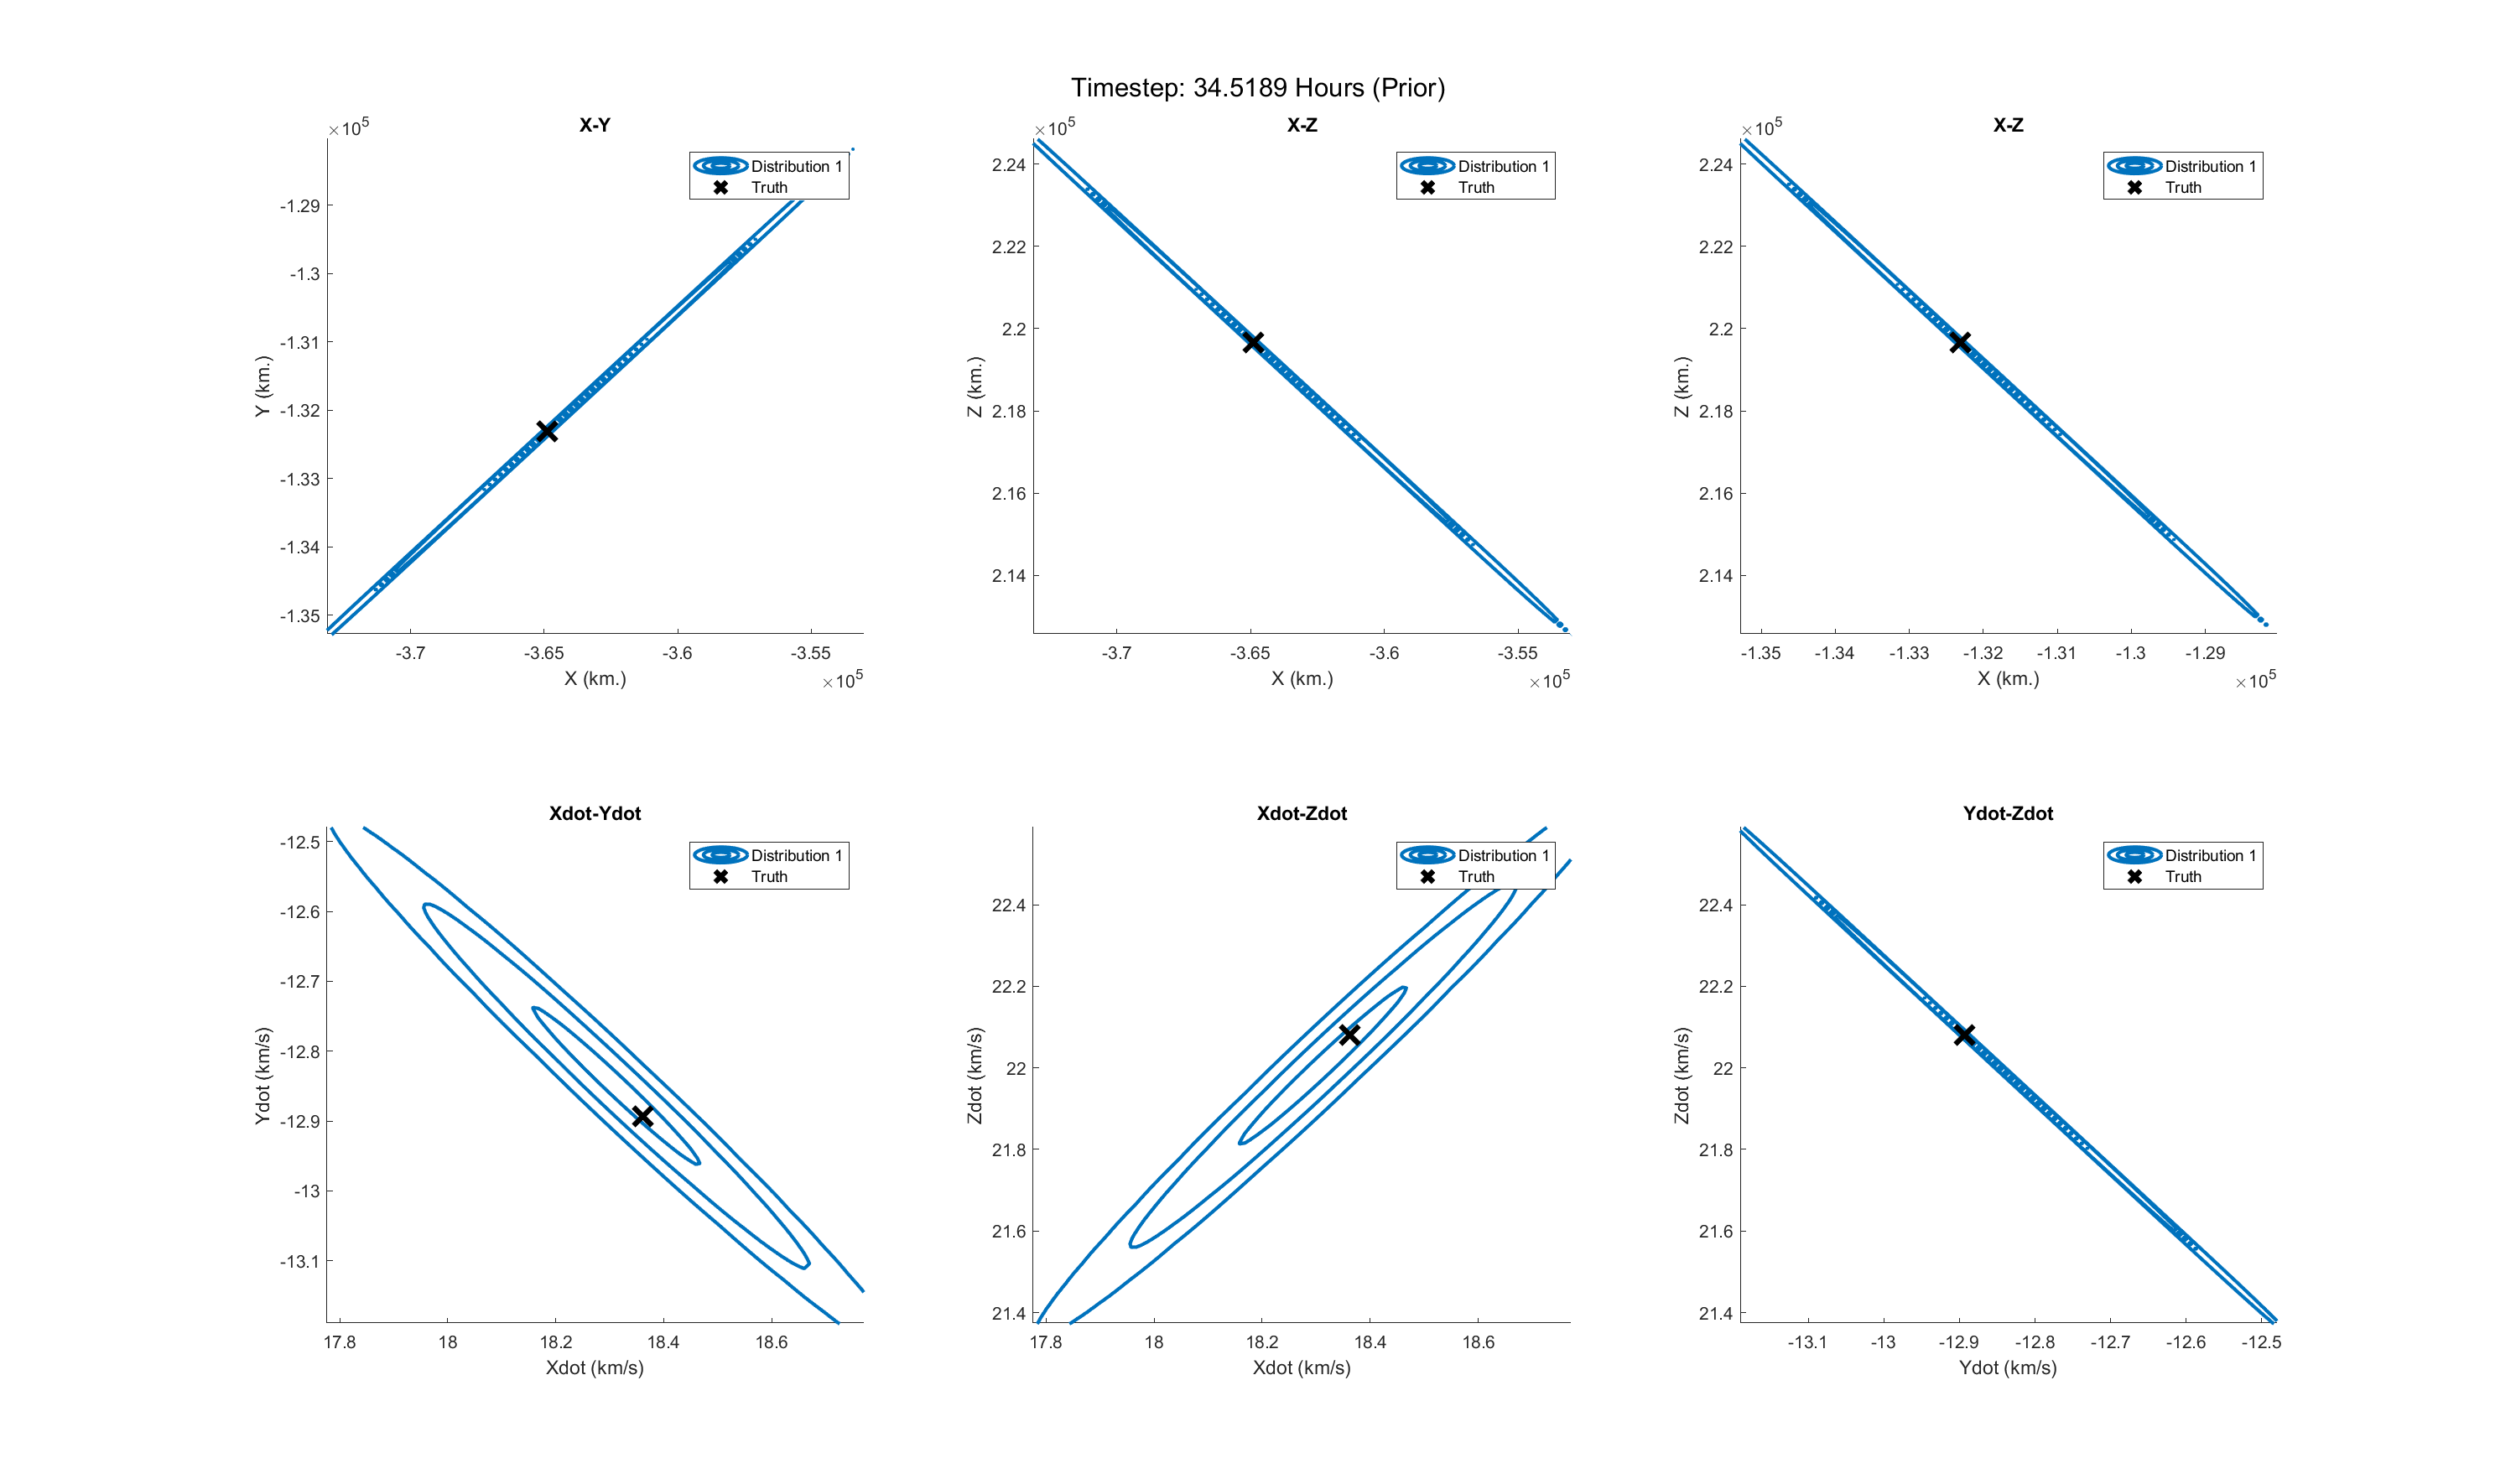 Timestep: 34.5189 Hours (Prior)
X-Y
×10^5
Distribution 1
Truth
-1.29
-1.3
-1.31
-1.32
-1.33
-1.34
-1.35
Y (km.)
-3.7 -3.65 -3.6 -3.55
X (km.)
×10^5
X-Z
×10^5
Distribution 1
Truth
2.24
2.22
2.2
2.18
2.16
2.14
Z (km.)
-3.7 -3.65 -3.6 -3.55
X (km.)
×10^5
X-Z
×10^5
Distribution 1
Truth
2.24
2.22
2.2
2.18
2.16
2.14
Z (km.)
-1.35 -1.34 -1.33 -1.32 -1.31 -1.3 -1.29
X (km.)
×10^5
Xdot-Ydot
Distribution 1
Truth
-12.5
-12.6
-12.7
-12.8
-12.9
-13
-13.1
Ydot (km/s)
17.8 18 18.2 18.4 18.6
Xdot (km/s)
Xdot-Zdot
Distribution 1
Truth
22.4
22.2
22
21.8
21.6
21.4
Zdot (km/s)
17.8 18 18.2 18.4 18.6
Xdot (km/s)
Ydot-Zdot
Distribution 1
Truth
22.4
22.2
22
21.8
21.6
21.4
Zdot (km/s)
-13.1 -13 -12.9 -12.8 -12.7 -12.6 -12.5
Ydot (km/s)